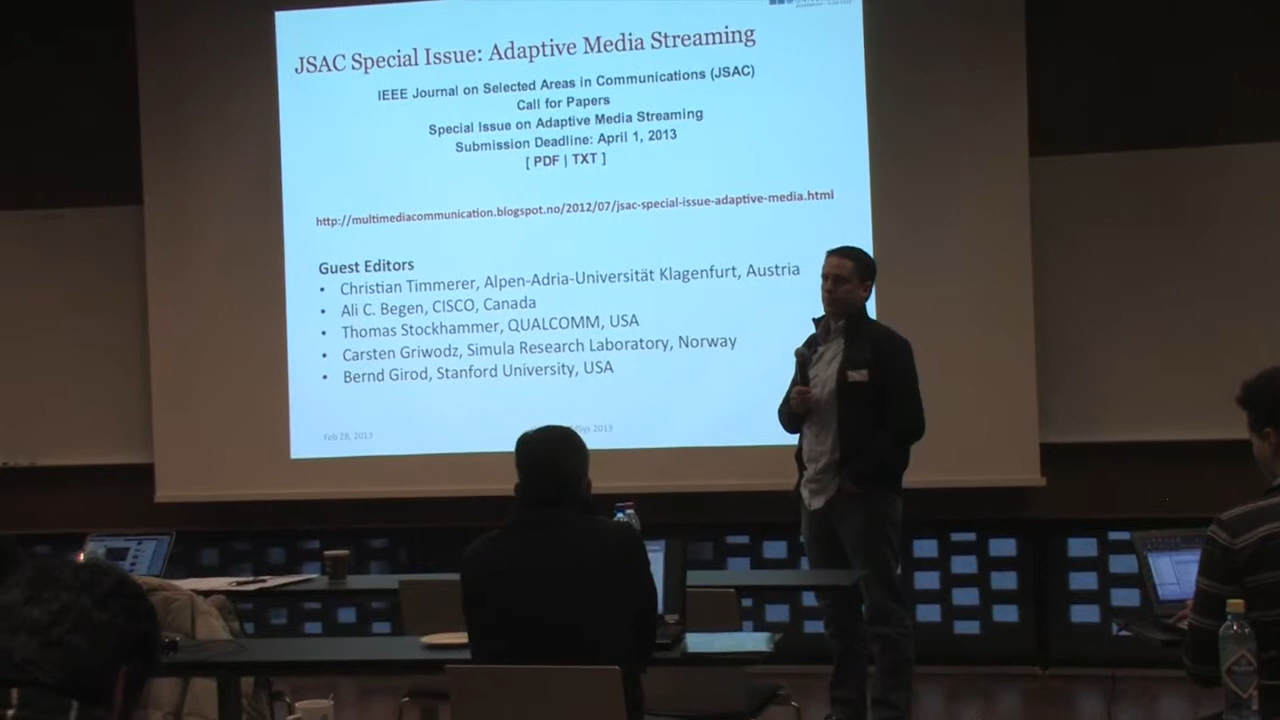 JSAC Special Issue: Adaptive Media Streaming
IEEE Journal on Selected Areas in Communications (JSAC)
Call for Papers
Special Issue on Adaptive Media Streaming
Submission Deadline: April 1, 2013
[ PDF | TXT ]
http://multimediacommunication.blogspot.no/2012/07/jsac-special-issue-adaptive-media.html
Guest Editors
• Christian Timmerer, Alpen-Adria-Universität Klagenfurt, Austria
• Ali C. Begen, CISCO, Canada
• Thomas Stockhammer, QUALCOMM, USA
• Carsten Griwodz, Simula Research Laboratory, Norway
• Bernd Girod, Stanford University, USA
Feb 28, 2013
2013